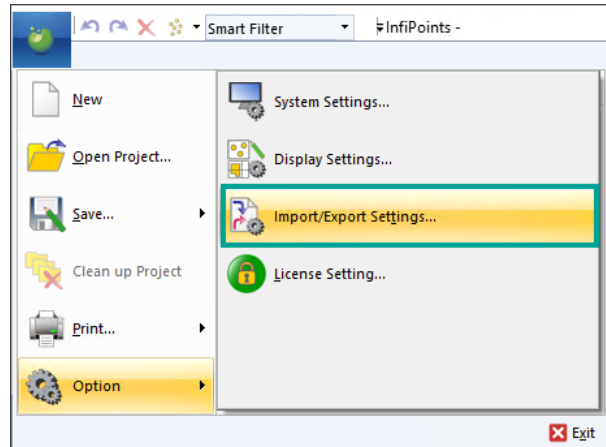 Smart Filter
InfiPoints -
New
Open Project...
Save...
Clean up Project
Print...
Option
System Settings...
Display Settings...
Import/Export Settings...
License Setting...
Exit